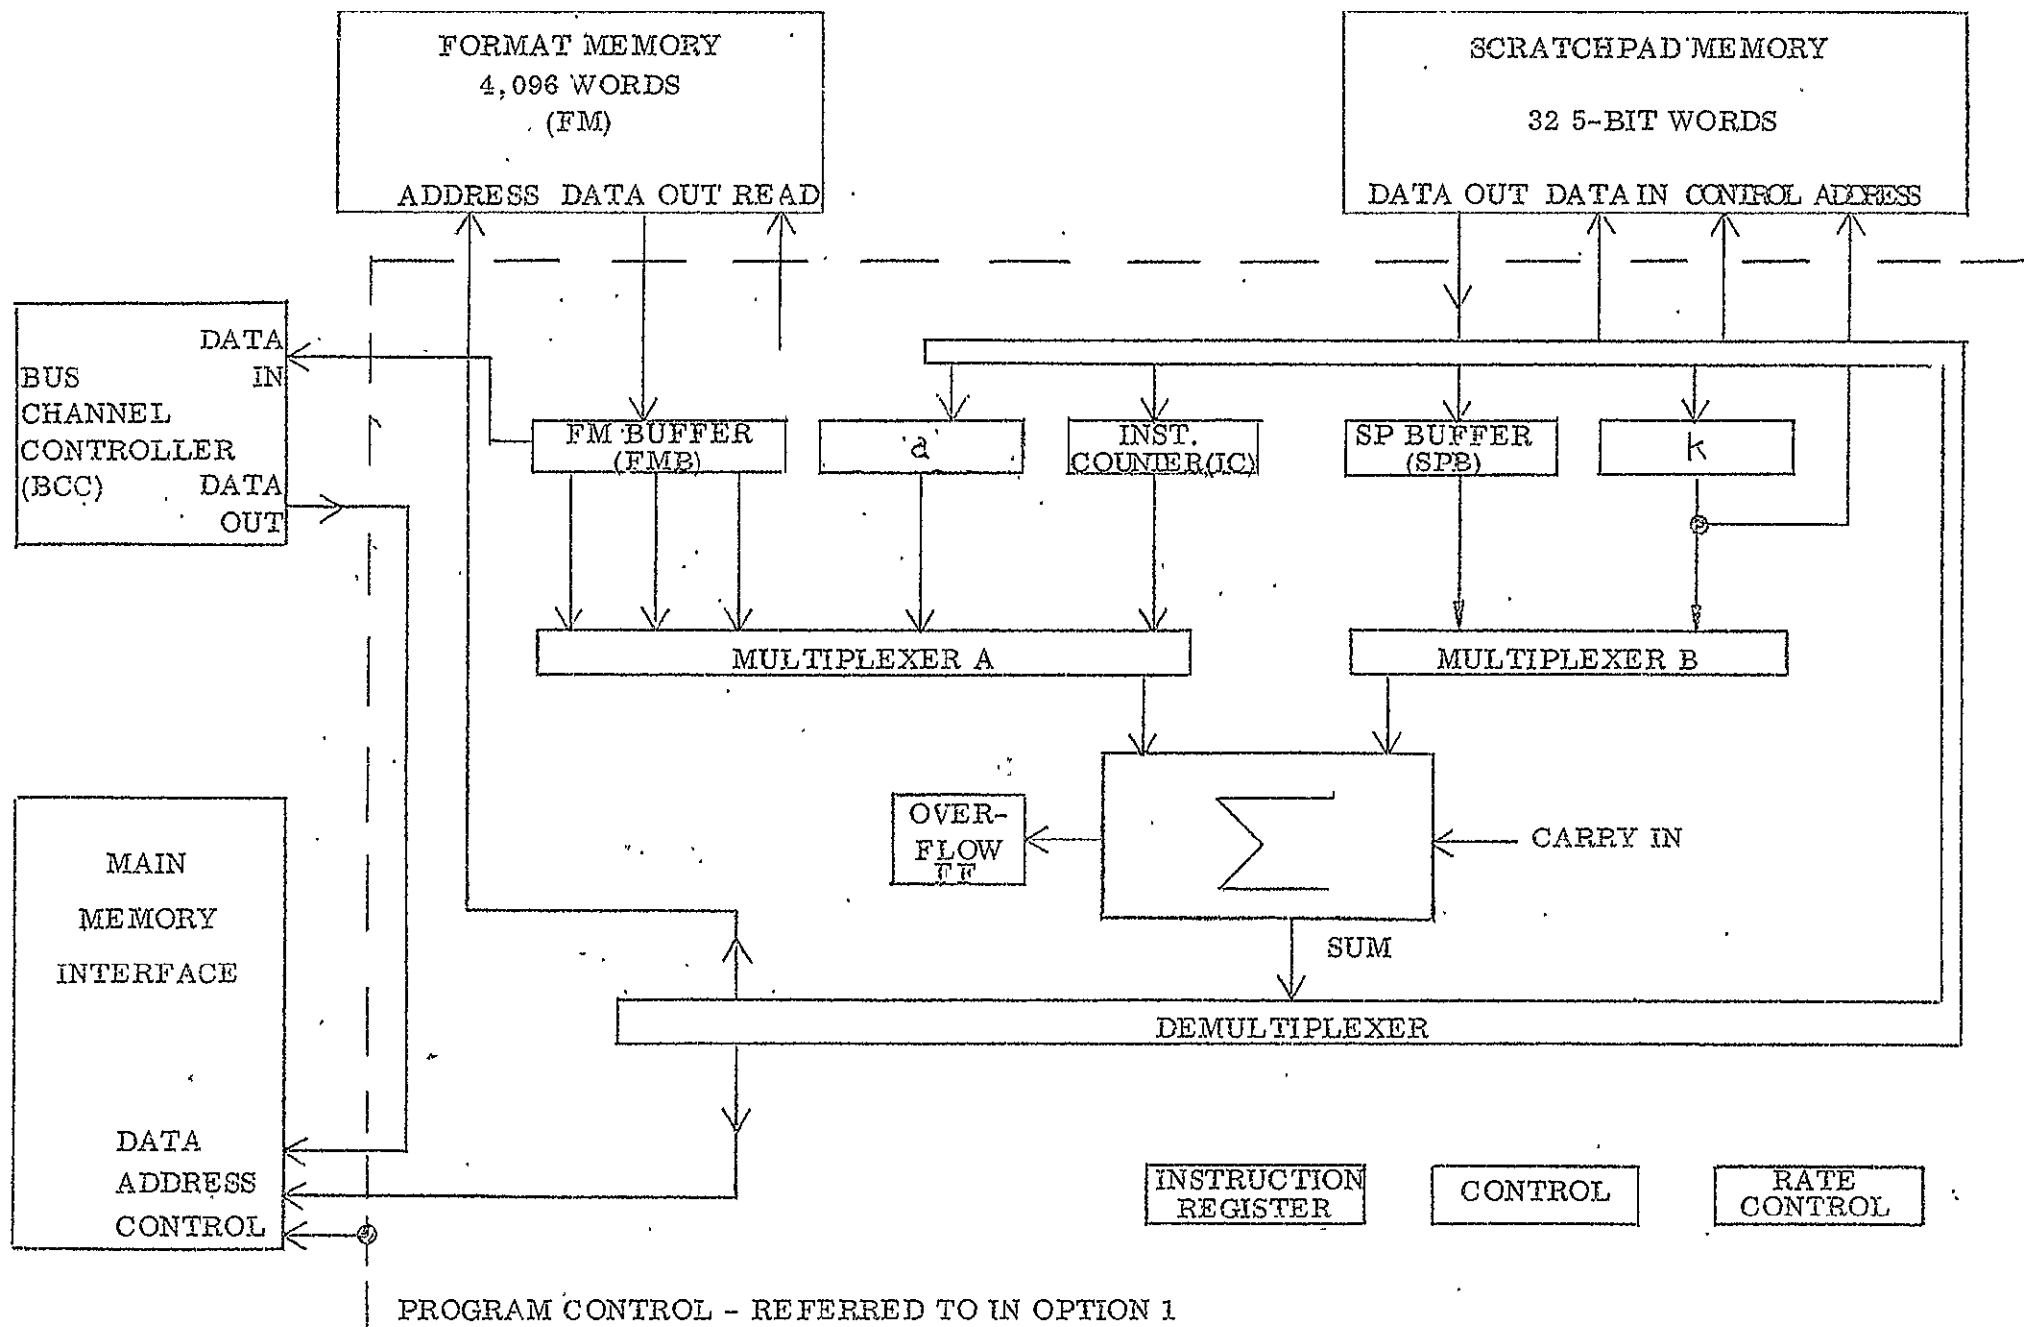 FORMAT MEMORY
4,096 WORDS
(FM)
ADDRESS DATA OUT READ
SCRATCHPAD MEMORY
32 5-BIT WORDS
DATA OUT DATA IN CONTROL ADDRESS
DATA
IN
BUS
CHANNEL
CONTROLLER
(BCC)
DATA
OUT
FM BUFFER
(FMB)
a
INST.
COUNTER(IC)
SP BUFFER
(SPB)
k
MULTIPLEXER A
MULTIPLEXER B
OVER-
FLOW
FF
Σ
CARRY IN
SUM
DEMULTIPLEXER
MAIN
MEMORY
INTERFACE
DATA
ADDRESS
CONTROL
INSTRUCTION
REGISTER
CONTROL
RATE
CONTROL
PROGRAM CONTROL - REFERRED TO IN OPTION 1